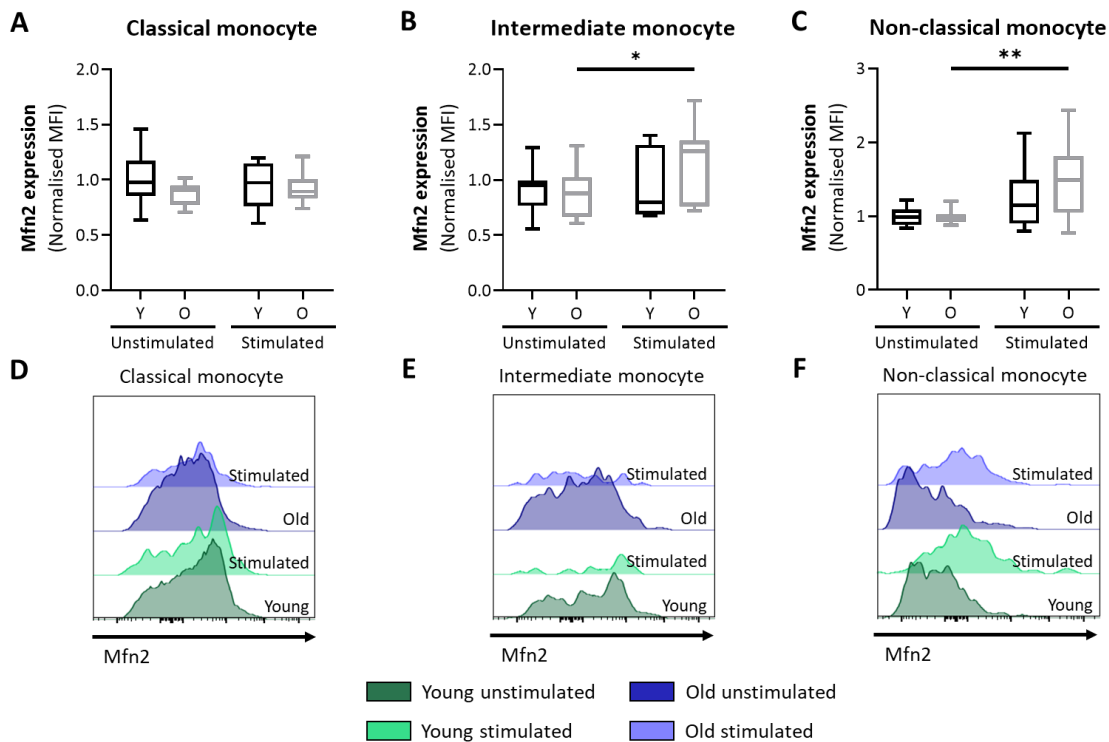 A
Classical monocyte
Mfn2 expression
(Normalised MFI)
2.0
1.5
1.0
0.5
0.0
Y
O
Y
O
Unstimulated
Stimulated
B
Intermediate monocyte
Mfn2 expression
(Normalised MFI)
2.0
1.5
1.0
0.5
0.0
*
Y
O
Y
O
Unstimulated
Stimulated
C
Non-classical monocyte
Mfn2 expression
(Normalised MFI)
3
2
1
0
**
Y
O
Y
O
Unstimulated
Stimulated
D
Classical monocyte
Stimulated
Old
Stimulated
Young
Mfn2
E
Intermediate monocyte
Stimulated
Old
Stimulated
Young
Mfn2
F
Non-classical monocyte
Stimulated
Old
Stimulated
Young
Mfn2
Young unstimulated
Old unstimulated
Young stimulated
Old stimulated